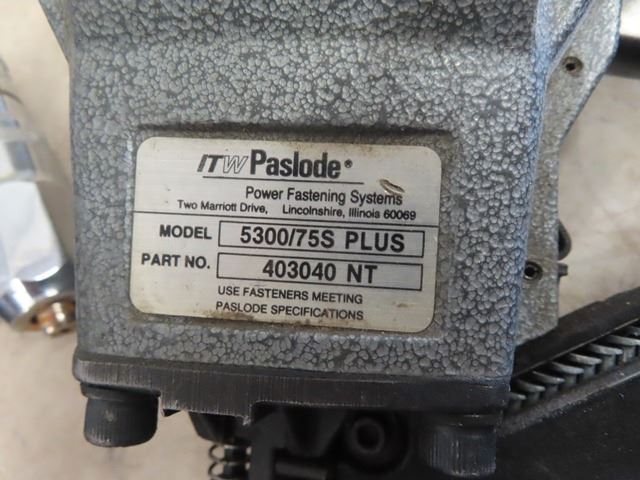 ITW Paslode®
Power Fastening Systems
Two Marriott Drive, Lincolnshire, Illinois 60069
MODEL 5300/75S PLUS
PART NO. 403040 NT
USE FASTENERS MEETING
PASLODE SPECIFICATIONS